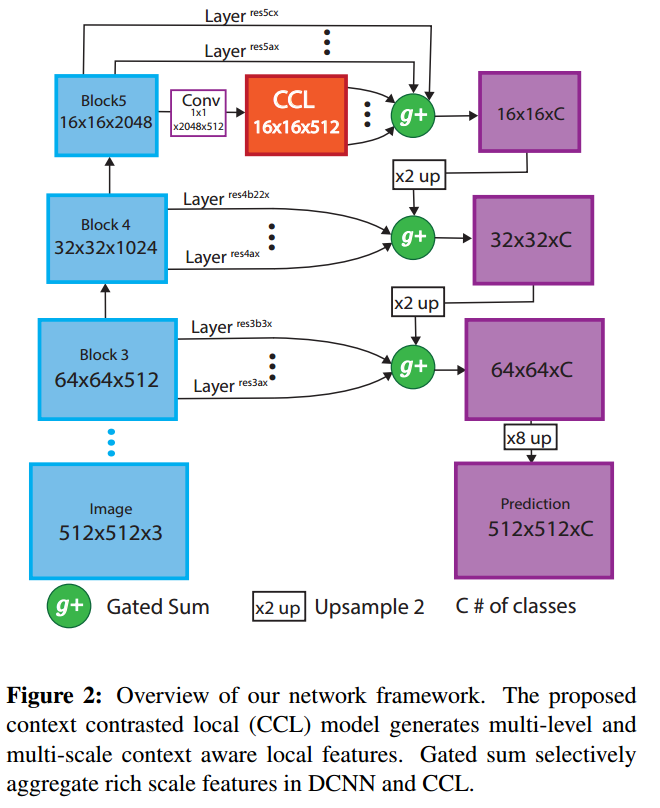 Layer res5cx
Layer res5ax
Block5
16x16x2048
Conv
1x1
x2048x512
CCL
16x16x512
g+
16x16xC
x2 up
Block 4
32x32x1024
Layer res4b22x
Layer res4ax
g+
32x32xC
x2 up
Block 3
64x64x512
Layer res3b3x
Layer res3ax
g+
64x64xC
x8 up
Image
512x512x3
Prediction
512x512xC
g+ Gated Sum x2 up Upsample 2 C # of classes
Figure 2: Overview of our network framework. The proposed
context contrasted local (CCL) model generates multi-level and
multi-scale context aware local features. Gated sum selectively
aggregate rich scale features in DCNN and CCL.